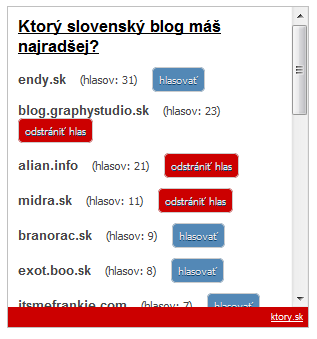 Ktorý slovenský blog máš
najradšej?
endy.sk (hlasov: 31) hlasovať
blog.graphystudio.sk (hlasov: 23)
odstrániť hlas
alian.info (hlasov: 21) odstrániť hlas
midra.sk (hlasov: 11) odstrániť hlas
branorac.sk (hlasov: 9) hlasovať
exot.boo.sk (hlasov: 8) hlasovať
itsmefrankie.com (hlasov: 7) hlasovať
ktory.sk